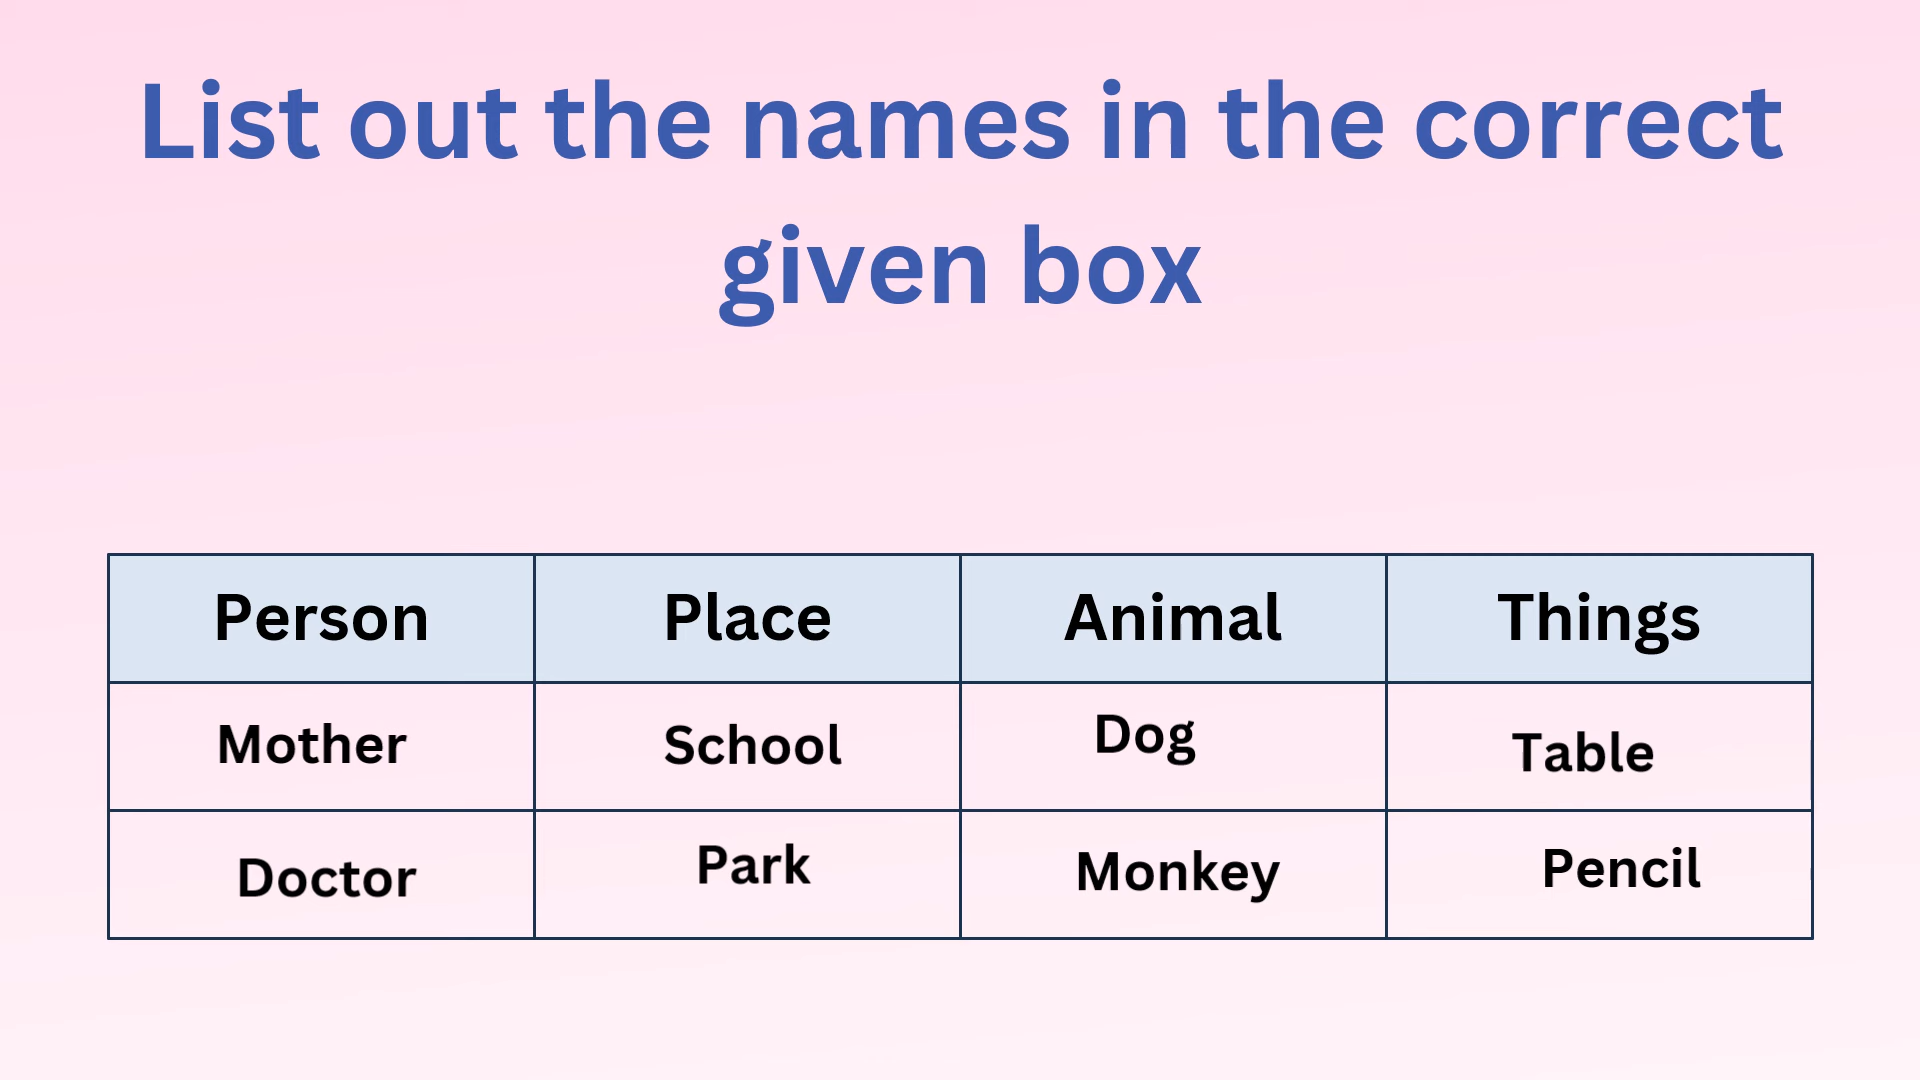 List out the names in the correct
given box
Person Place Animal Things
Mother School Dog Table
Doctor Park Monkey Pencil